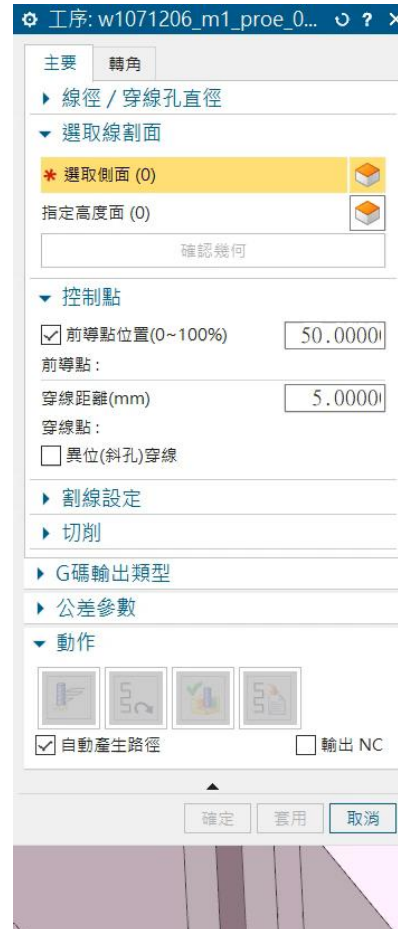 工序: w1071206_m1_proe_0... ?
主要 轉角
線徑 / 穿線孔直徑
選取線割面
* 選取側面 (0)
指定高度面 (0)
確認幾何
控制點
前導點位置(0~100%) 50.0000
前導點 :
穿線距離(mm) 5.0000
穿線點 :
異位(斜孔)穿線
割線設定
切削
G碼輸出類型
公差參數
動作
自動產生路徑 輸出 NC
確定 套用 取消